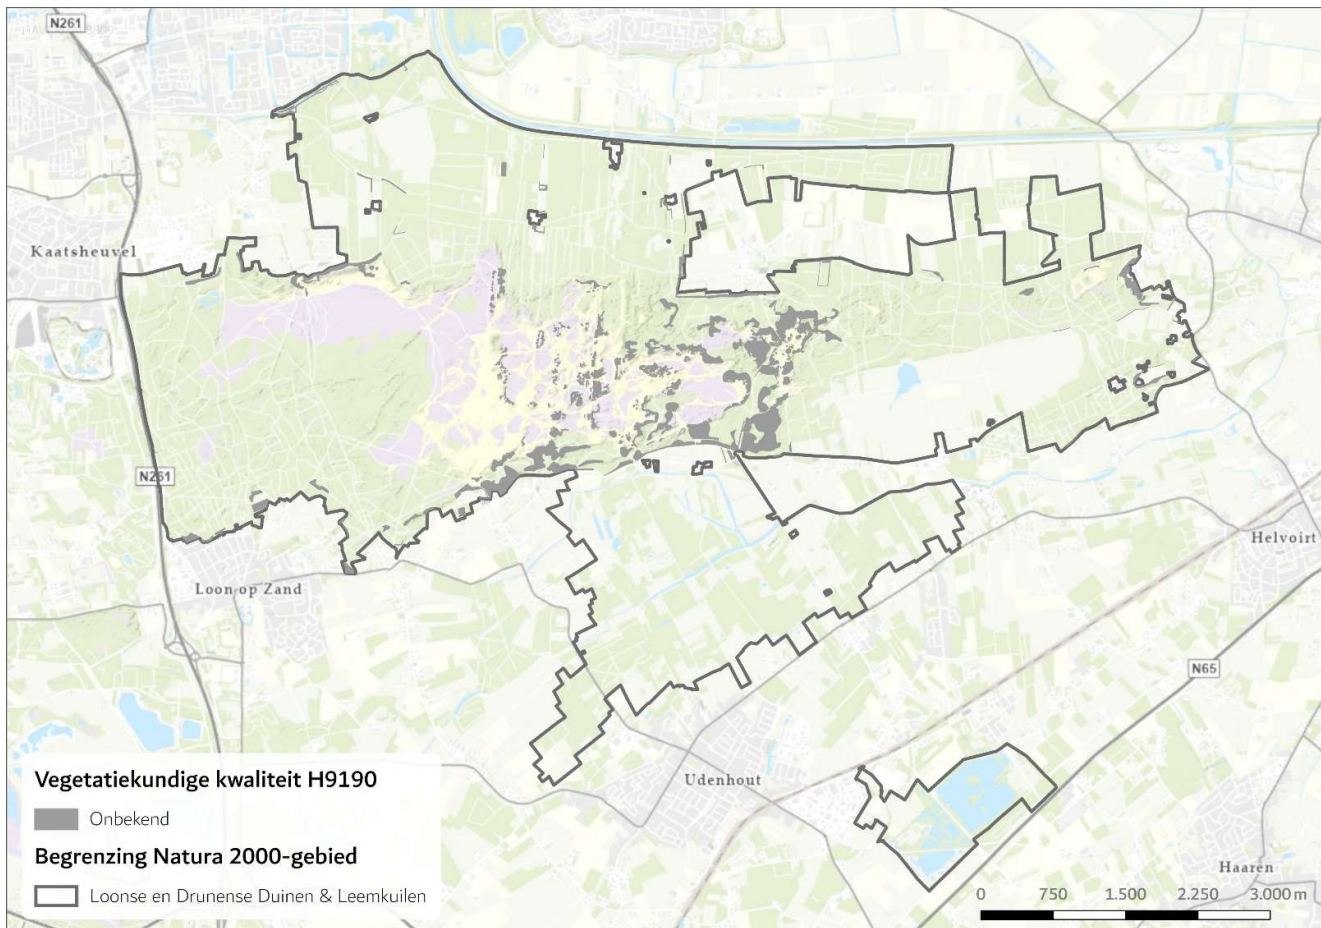 N261
Kaatsheuvel
N261
Loon op Zand
Helvoirt
N65
Udenhout
Haaren
Vegetatiekundige kwaliteit H9190
Onbekend
Begrenzing Natura 2000-gebied
Loonse en Drunense Duinen & Leemkuilen
0 750 1.500 2.250 3.000 m